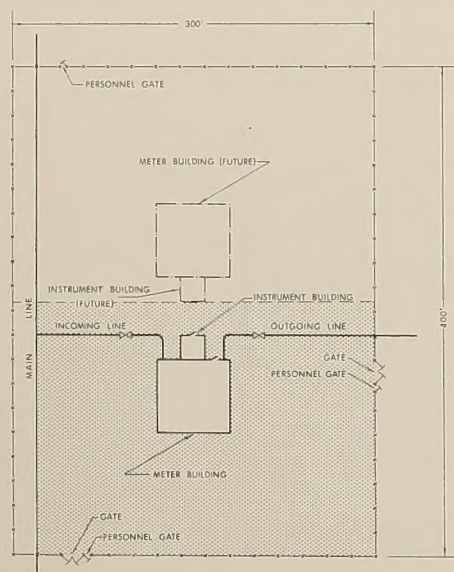 300'
PERSONNEL GATE
METER BUILDING (FUTURE)
INSTRUMENT BUILDING
(FUTURE)
INSTRUMENT BUILDING
INCOMING LINE
OUTGOING LINE
MAIN LINE
GATE
PERSONNEL GATE
400'
METER BUILDING
GATE
PERSONNEL GATE